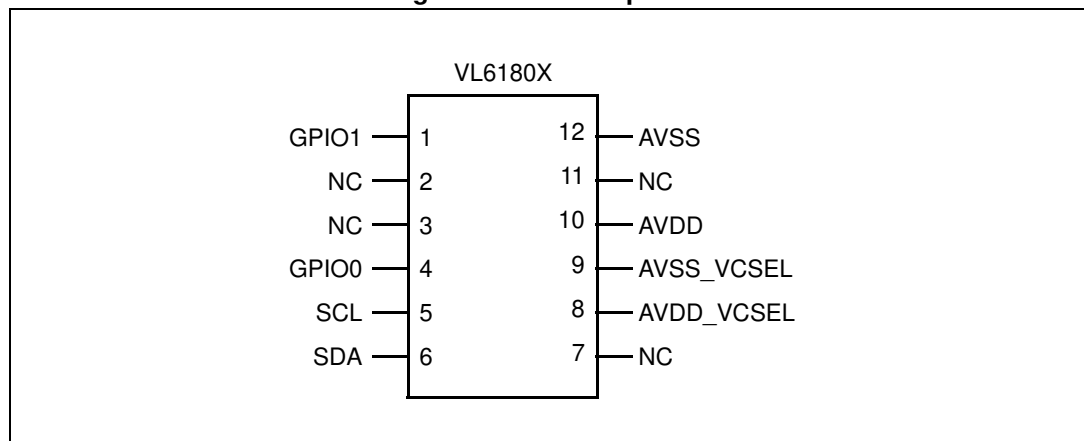 VL6180X
GPIO1 1 12 AVSS
NC 2 11 NC
NC 3 10 AVDD
GPIO0 4 9 AVSS_VCSEL
SCL 5 8 AVDD_VCSEL
SDA 6 7 NC